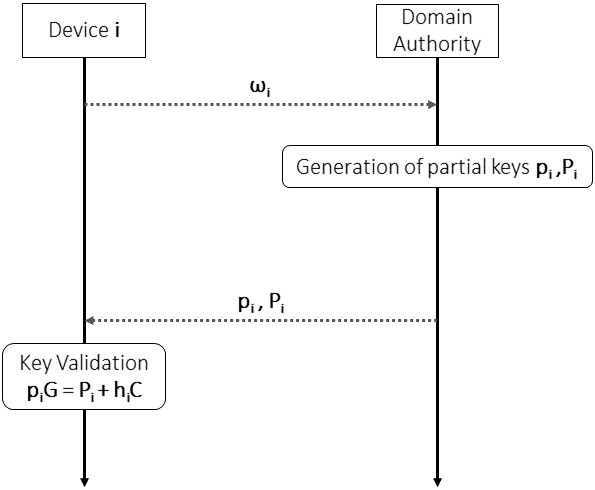 Device i
Domain
Authority
ωᵢ
Generation of partial keys pᵢ ,Pᵢ
pᵢ , Pᵢ
Key Validation
pᵢG = Pᵢ + hᵢC